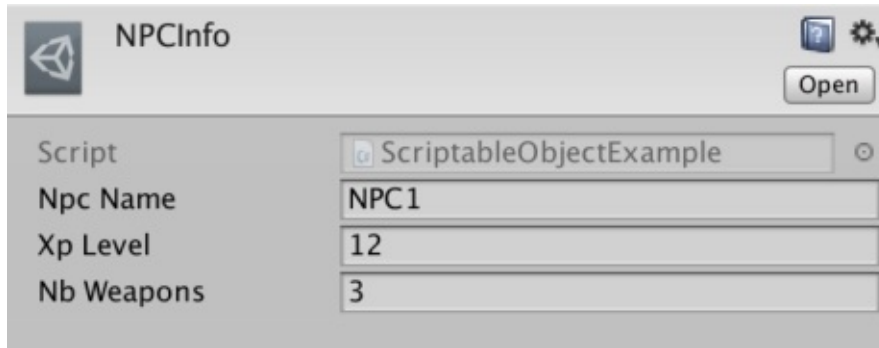 NPCInfo
Open
Script ScriptableObjectExample
Npc Name NPC1
Xp Level 12
Nb Weapons 3